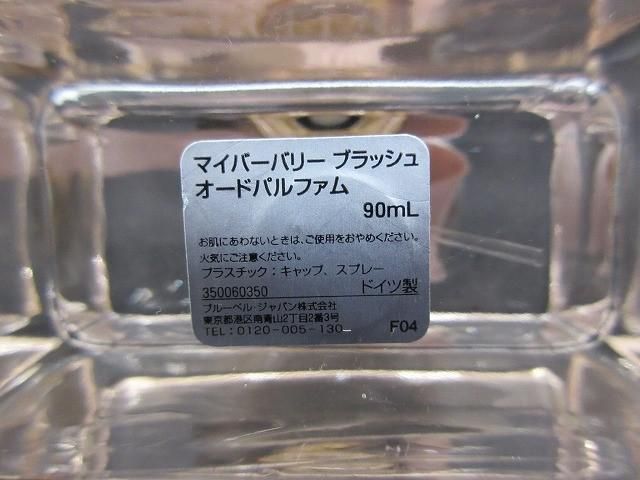 マイバーバリー ブラッシュ
オードパルファム
90mL
お肌にあわないときは、ご使用をおやめください。
火気にご注意ください。
プラスチック：キャップ、スプレー
350060350 ドイツ製
ブルーベル・ジャパン株式会社
東京都港区南青山2丁目2番3号
TEL：0120-005-130 F04